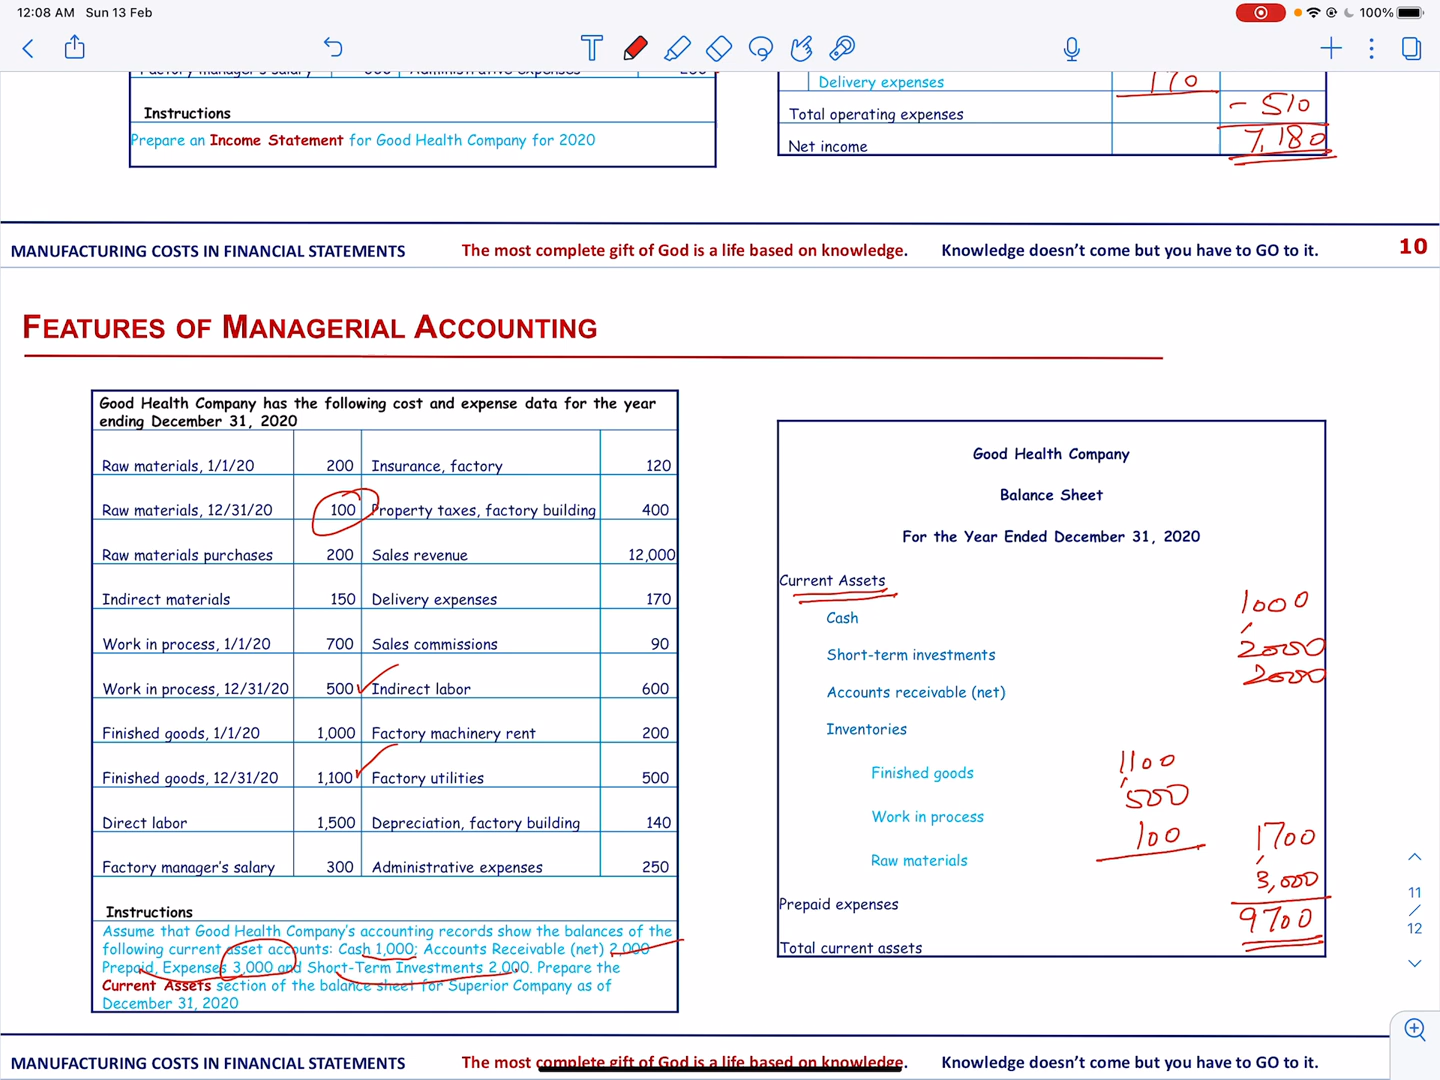 12:08 AM Sun 13 Feb
100%
Factory manager's salary 300 Administrative expenses 250
Instructions
Prepare an Income Statement for Good Health Company for 2020
Delivery expenses 170
Total operating expenses - 510
Net income 7,180
MANUFACTURING COSTS IN FINANCIAL STATEMENTS The most complete gift of God is a life based on knowledge. Knowledge doesn't come but you have to GO to it. 10
FEATURES OF MANAGERIAL ACCOUNTING
Good Health Company has the following cost and expense data for the year
ending December 31, 2020
Raw materials, 1/1/20 200 Insurance, factory 120
Raw materials, 12/31/20 100 Property taxes, factory building 400
Raw materials purchases 200 Sales revenue 12,000
Indirect materials 150 Delivery expenses 170
Work in process, 1/1/20 700 Sales commissions 90
Work in process, 12/31/20 500 Indirect labor 600
Finished goods, 1/1/20 1,000 Factory machinery rent 200
Finished goods, 12/31/20 1,100 Factory utilities 500
Direct labor 1,500 Depreciation, factory building 140
Factory manager's salary 300 Administrative expenses 250
Instructions
Assume that Good Health Company's accounting records show the balances of the
following current asset accounts: Cash 1,000; Accounts Receivable (net) 2,000
Prepaid, Expenses 3,000 and Short-Term Investments 2,000. Prepare the
Current Assets section of the balance sheet for Superior Company as of
December 31, 2020
Good Health Company
Balance Sheet
For the Year Ended December 31, 2020
Current Assets
Cash 1000
Short-term investments 2000
Accounts receivable (net) 2000
Inventories
Finished goods 1100
Work in process 500
Raw materials 100 1700
Prepaid expenses 3,000
Total current assets 9700
11
/
12
MANUFACTURING COSTS IN FINANCIAL STATEMENTS The most complete gift of God is a life based on knowledge. Knowledge doesn't come but you have to GO to it.